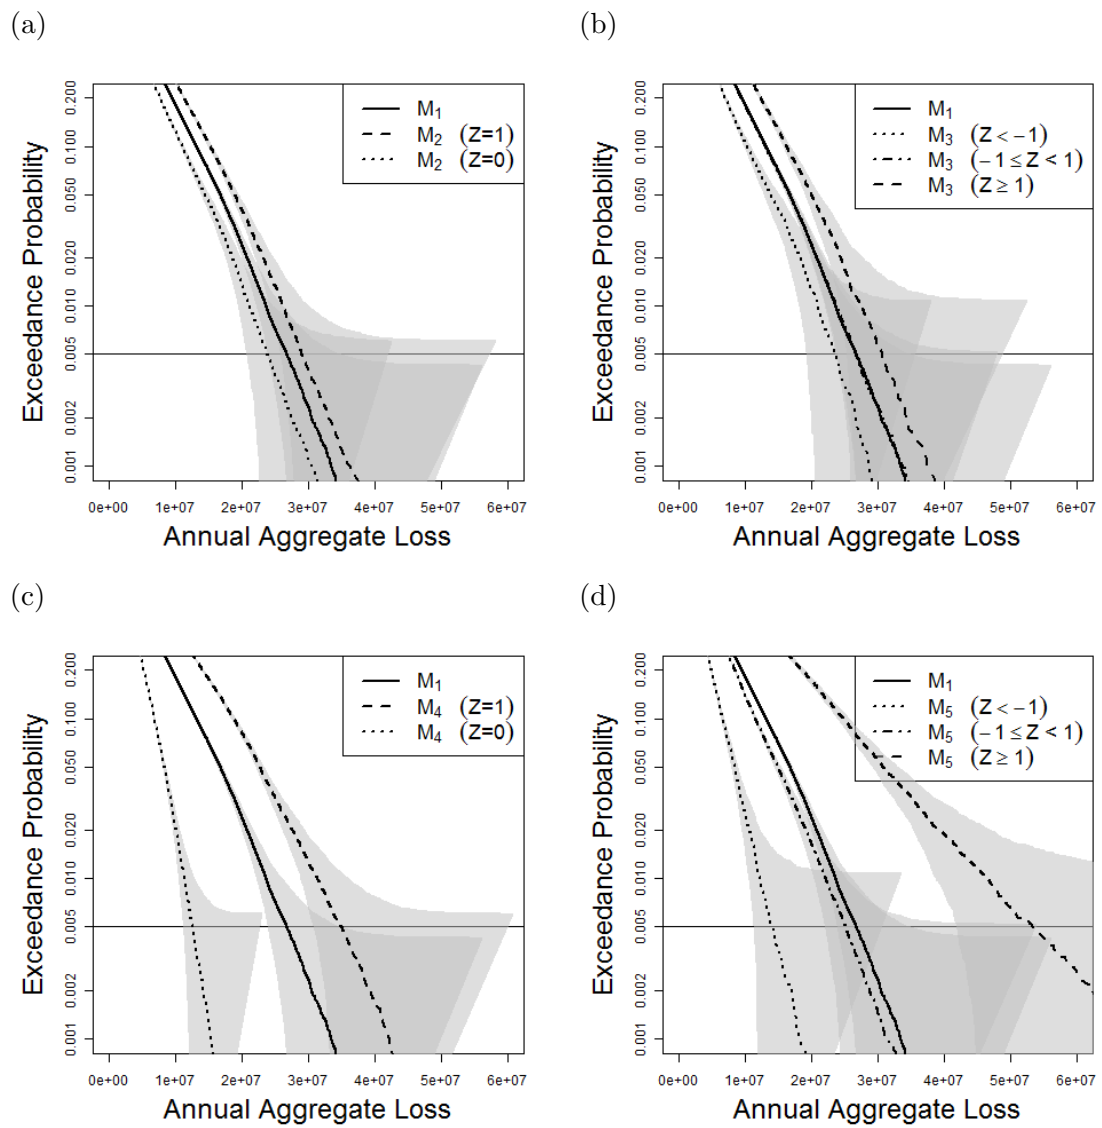 (a)
Exceedance Probability
0.200
0.100
0.050
0.020
0.010
0.005
0.002
0.001
M₁
M₂ (Z=1)
M₂ (Z=0)
0e+00 1e+07 2e+07 3e+07 4e+07 5e+07 6e+07
Annual Aggregate Loss
(b)
Exceedance Probability
0.200
0.100
0.050
0.020
0.010
0.005
0.002
0.001
M₁
M₃ (Z < −1)
M₃ (−1 ≤ Z < 1)
M₃ (Z ≥ 1)
0e+00 1e+07 2e+07 3e+07 4e+07 5e+07 6e+07
Annual Aggregate Loss
(c)
Exceedance Probability
0.200
0.100
0.050
0.020
0.010
0.005
0.002
0.001
M₁
M₄ (Z=1)
M₄ (Z=0)
0e+00 1e+07 2e+07 3e+07 4e+07 5e+07 6e+07
Annual Aggregate Loss
(d)
Exceedance Probability
0.200
0.100
0.050
0.020
0.010
0.005
0.002
0.001
M₁
M₅ (Z < −1)
M₅ (−1 ≤ Z < 1)
M₅ (Z ≥ 1)
0e+00 1e+07 2e+07 3e+07 4e+07 5e+07 6e+07
Annual Aggregate Loss